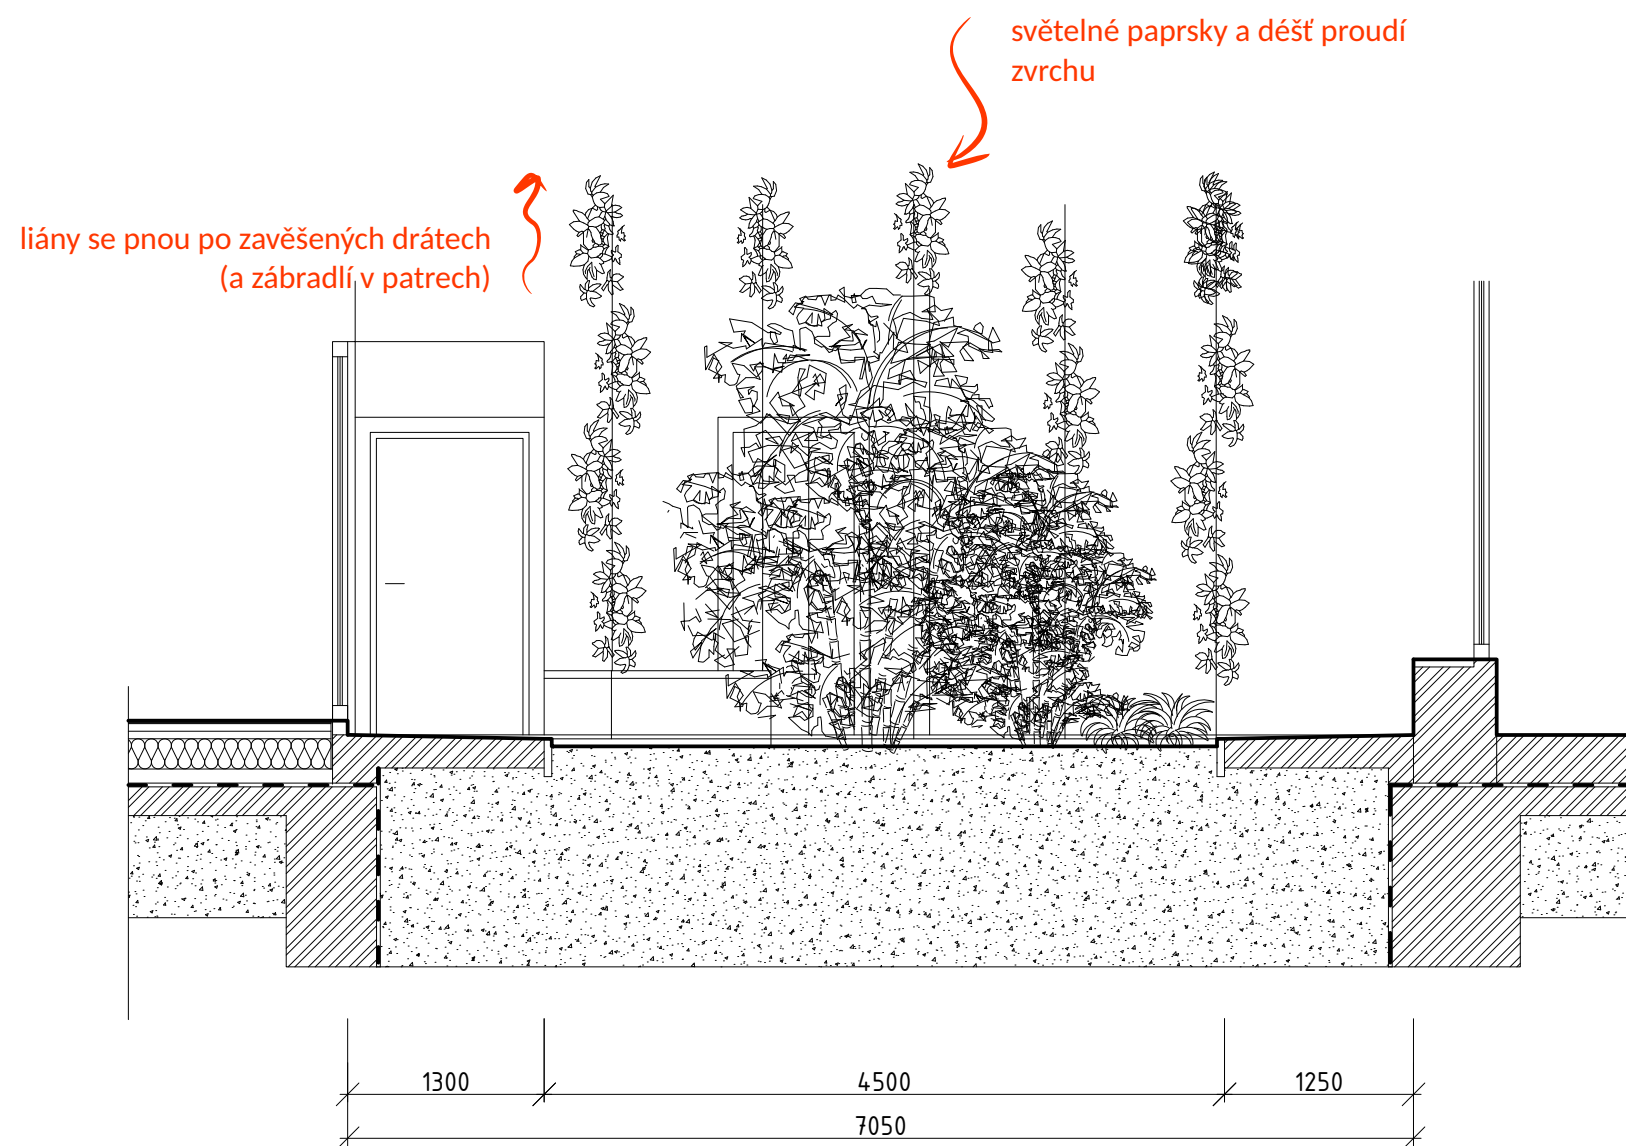 světelné paprsky a déšť proudí
zvrchu
liány se pnou po zavěšených drátech
(a zábradlí v patrech)
1300
4500
1250
7050